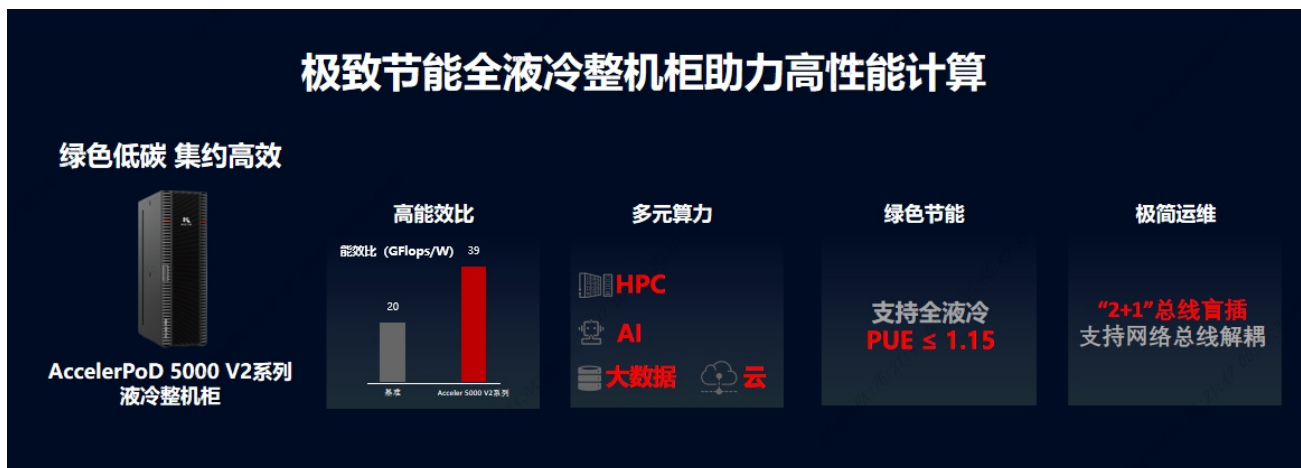 极致节能全液冷整机柜助力高性能计算
绿色低碳 集约高效
AccelerPoD 5000 V2系列
液冷整机柜
高能效比
能效比（GFlops/W）
39
20
基准
Acceler 5000 V2系列
多元算力
HPC
AI
大数据
云
绿色节能
支持全液冷
PUE ≤ 1.15
极简运维
“2+1”总线盲插
支持网络总线解耦